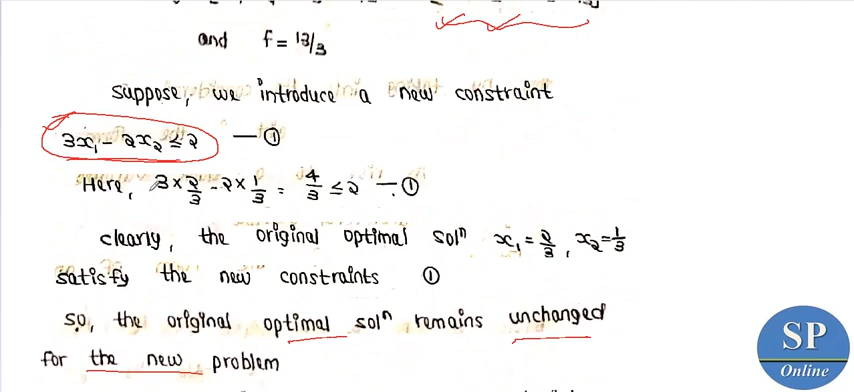 and f = 13/3
suppose, we introduce a new constraint
3x₁ - 2x₂ ≤ 2 — ①
Here, 3 × 2/3 - 2 × 1/3 = 4/3 ≤ 2 — ①
clearly, the original optimal solⁿ x₁ = 2/3, x₂ = 1/3
satisfy the new constraints ①
So, the original optimal solⁿ remains unchanged
for the new problem
SP
Online